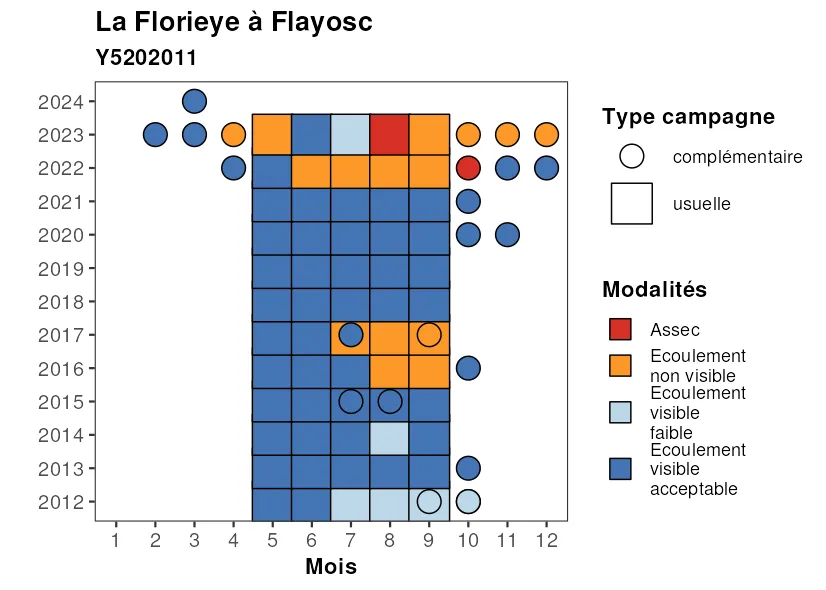 La Florieye à Flayosc
Y5202011
2024
2023
2022
2021
2020
2019
2018
2017
2016
2015
2014
2013
2012
1 2 3 4 5 6 7 8 9 10 11 12
Mois
Type campagne
complémentaire
usuelle
Modalités
Assec
Ecoulement
non visible
Ecoulement
visible
faible
Ecoulement
visible
acceptable